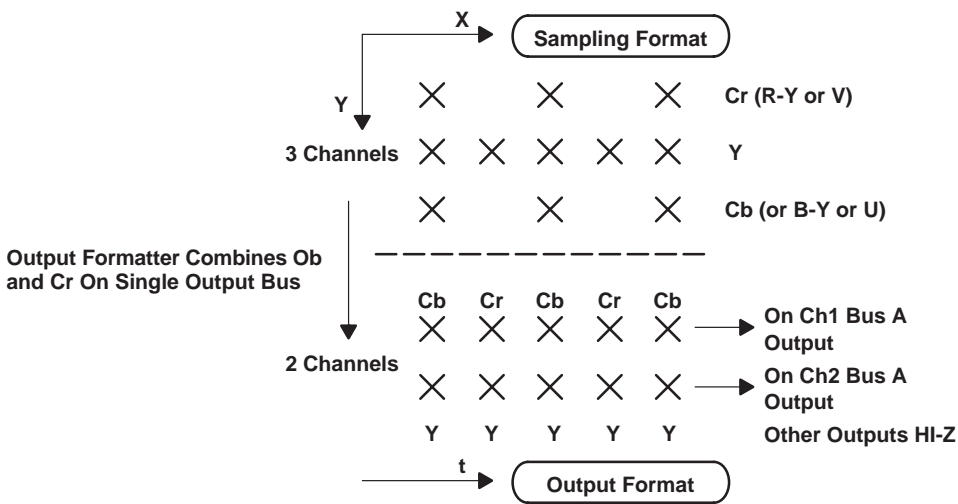 X
Sampling Format
Y
Cr (R-Y or V)
3 Channels
Y
Cb (or B-Y or U)
Output Formatter Combines Ob
and Cr On Single Output Bus
Cb Cr Cb Cr Cb
On Ch1 Bus A
Output
2 Channels
On Ch2 Bus A
Output
Y Y Y Y Y
Other Outputs HI-Z
t
Output Format